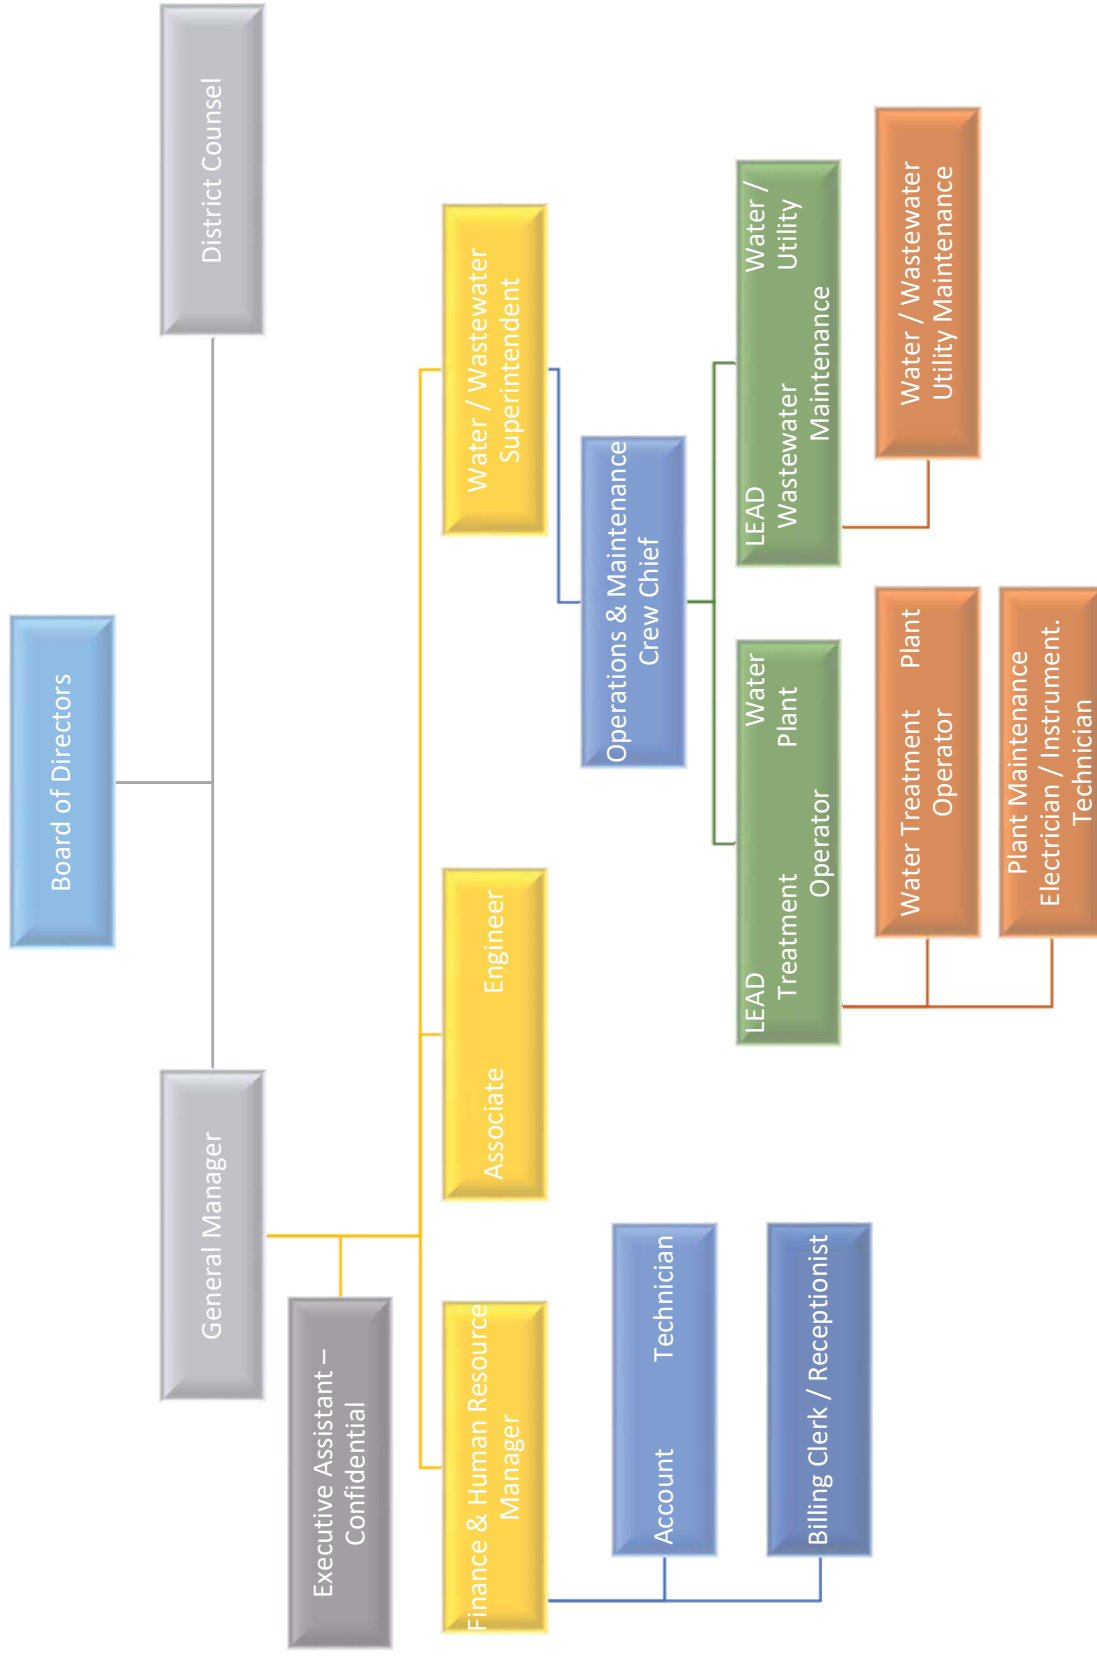 Board of Directors
General Manager
District Counsel
Executive Assistant –
Confidential
Finance & Human Resource
Manager
Associate Engineer
Water / Wastewater
Superintendent
Account Technician
Billing Clerk / Receptionist
Operations & Maintenance
Crew Chief
LEAD Water
Treatment Plant
Operator
LEAD Water /
Wastewater Utility
Maintenance Maintenance
Water Treatment Plant
Operator
Plant Maintenance
Electrician / Instrument.
Technician
Water / Wastewater
Utility Maintenance